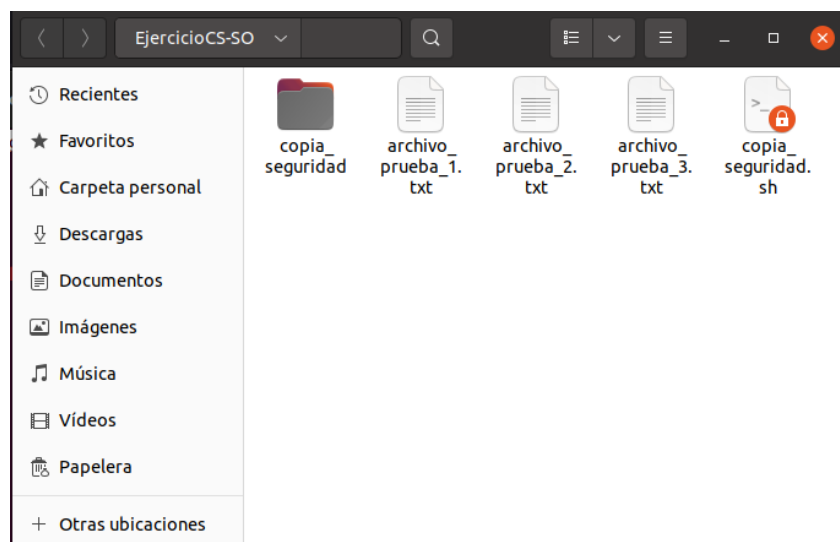 EjercicioCS-SO
Recientes
Favoritos
Carpeta personal
Descargas
Documentos
Imágenes
Música
Vídeos
Papelera
+ Otras ubicaciones
copia_
seguridad
archivo_
prueba_1.
txt
archivo_
prueba_2.
txt
archivo_
prueba_3.
txt
>_
copia_
seguridad.
sh